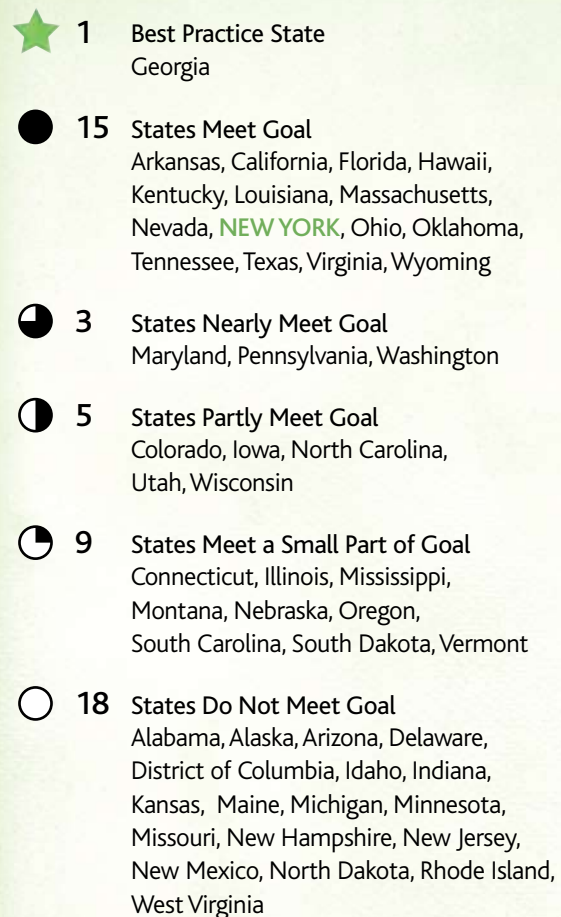 1 Best Practice State
Georgia
15 States Meet Goal
Arkansas, California, Florida, Hawaii,
Kentucky, Louisiana, Massachusetts,
Nevada, NEW YORK, Ohio, Oklahoma,
Tennessee, Texas, Virginia, Wyoming
3 States Nearly Meet Goal
Maryland, Pennsylvania, Washington
5 States Partly Meet Goal
Colorado, Iowa, North Carolina,
Utah, Wisconsin
9 States Meet a Small Part of Goal
Connecticut, Illinois, Mississippi,
Montana, Nebraska, Oregon,
South Carolina, South Dakota, Vermont
18 States Do Not Meet Goal
Alabama, Alaska, Arizona, Delaware,
District of Columbia, Idaho, Indiana,
Kansas, Maine, Michigan, Minnesota,
Missouri, New Hampshire, New Jersey,
New Mexico, North Dakota, Rhode Island,
West Virginia